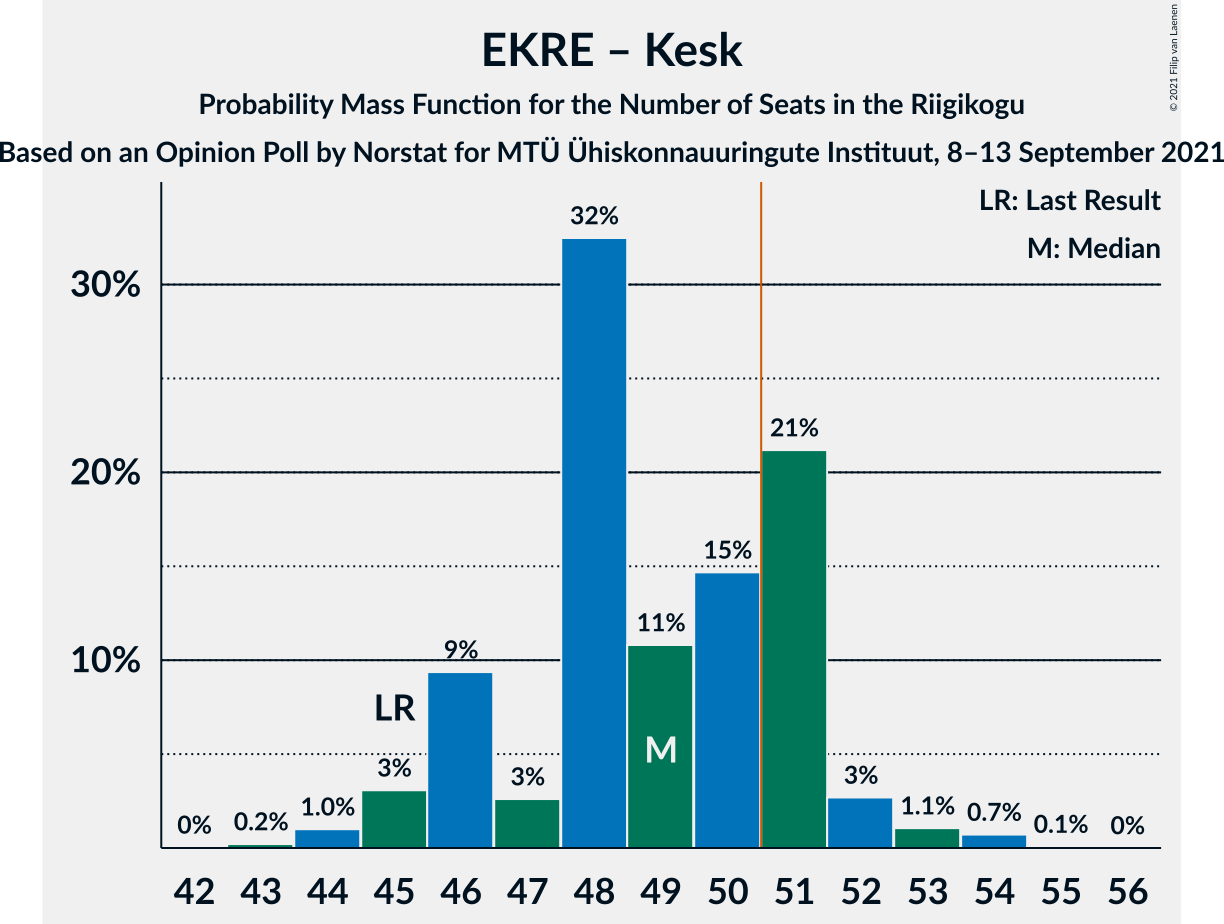 EKRE – Kesk
Probability Mass Function for the Number of Seats in the Riigikogu
Based on an Opinion Poll by Norstat for MTÜ Ühiskonnauuringute Instituut, 8–13 September 2021
© 2021 Filip van Laenen
LR: Last Result
M: Median
30%
20%
10%
0%
0.2%
1.0%
LR
3%
9%
3%
32%
11%
M
15%
21%
3%
1.1%
0.7%
0.1%
0%
42 43 44 45 46 47 48 49 50 51 52 53 54 55 56